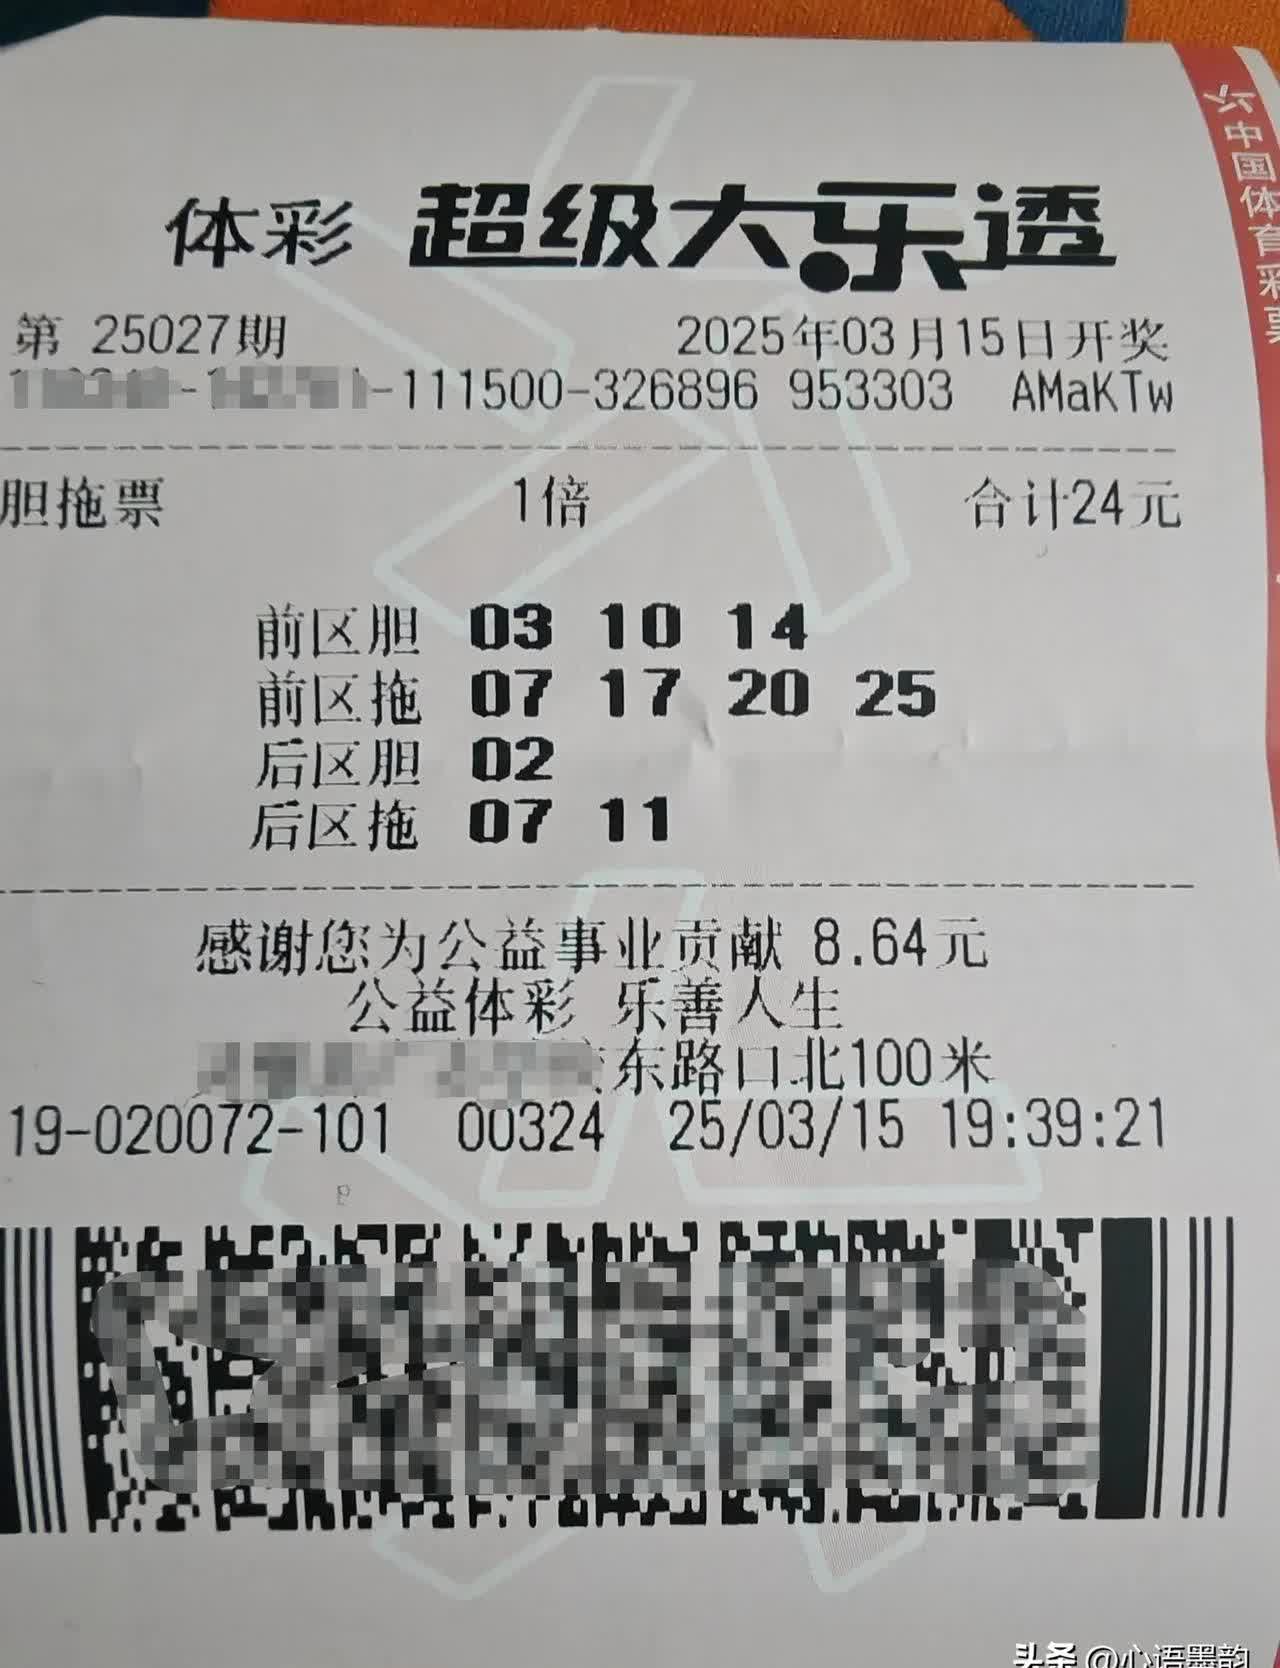 中国体育彩票
体彩 超级大乐透
第 25027期 2025年03月15日开奖
-111500-326896 953303 AMaKTw
胆拖票 1倍 合计24元
前区胆 03 10 14
前区拖 07 17 20 25
后区胆 02
后区拖 07 11
感谢您为公益事业贡献 8.64元
公益体彩 乐善人生
东路口北100米
19-020072-101 00324 25/03/15 19:39:21
头条 @心语墨韵